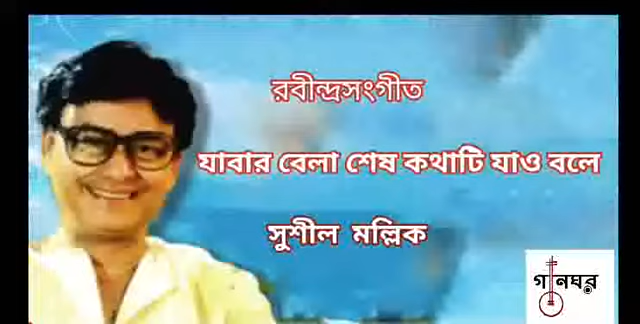 রবীন্দ্রসংগীত
যাবার বেলা শেষ কথাটি যাও বলে
সুশীল মল্লিক
গানঘর